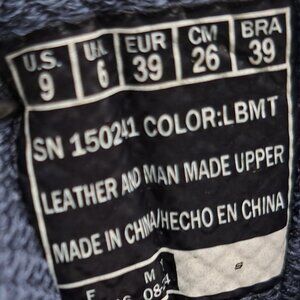 U.S. UK EUR CM BRA
9 6 39 26 39
SN 150241 COLOR:LBMT
LEATHER AND MAN MADE UPPER
MADE IN CHINA/HECHO EN CHINA
F M
08-